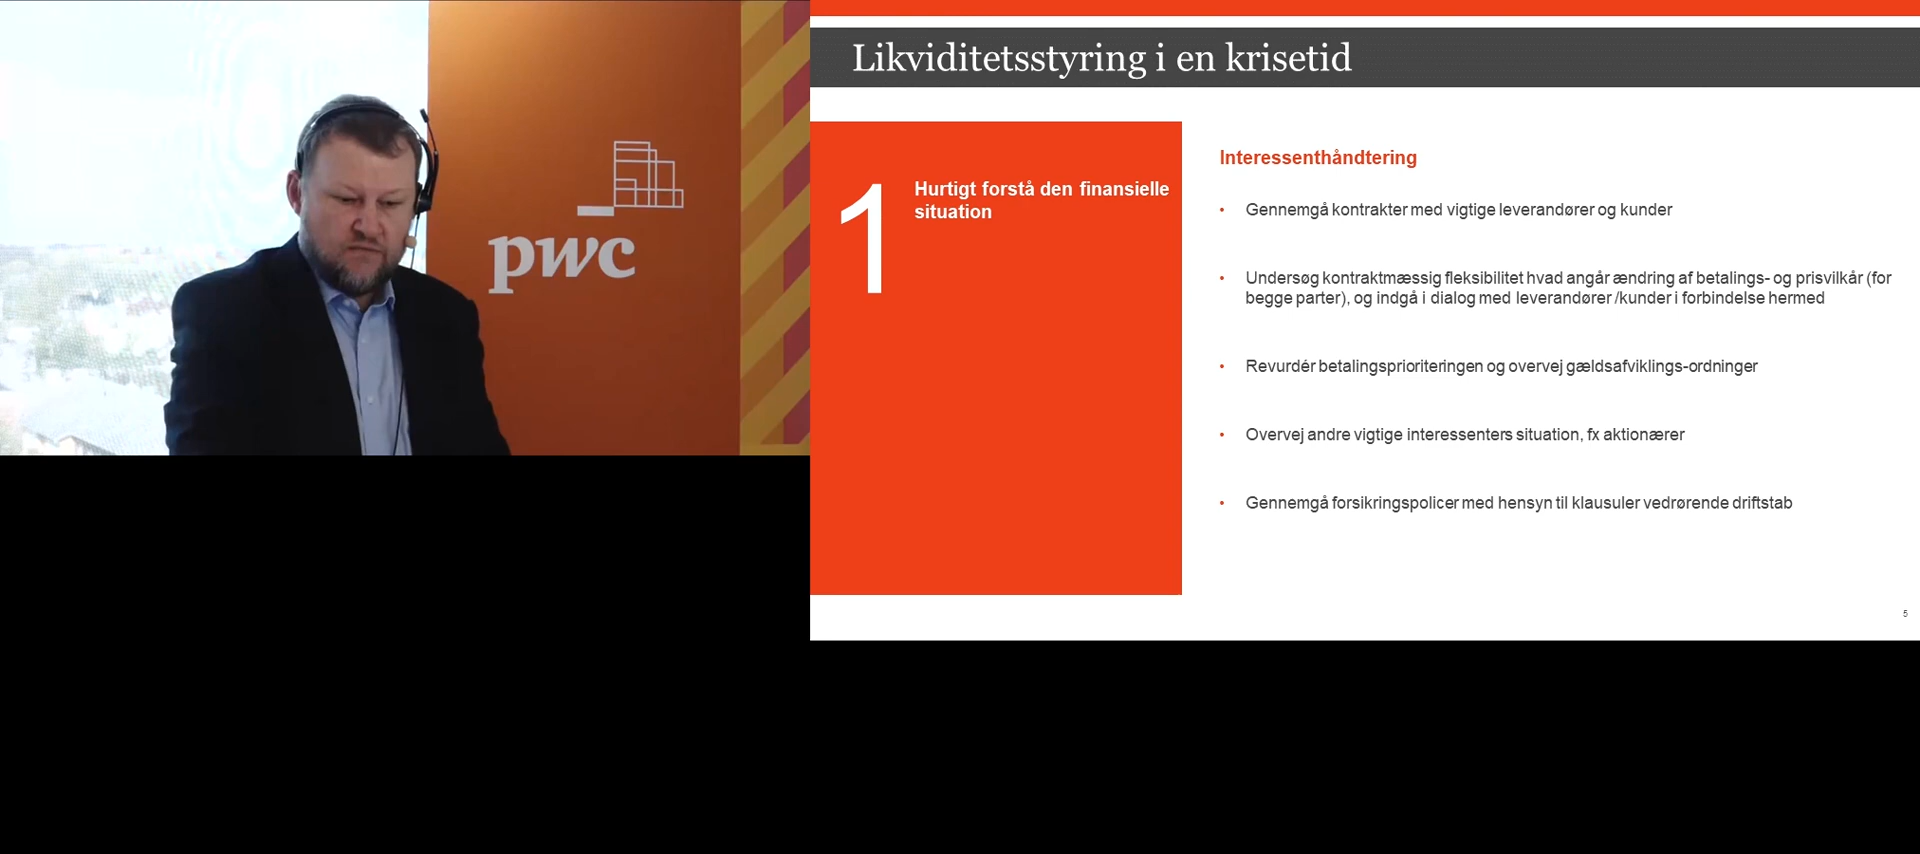 pwc
Likviditetsstyring i en krisetid
1
Hurtigt forstå den finansielle
situation
Interessenthåndtering
• Gennemgå kontrakter med vigtige leverandører og kunder
• Undersøg kontraktmæssig fleksibilitet hvad angår ændring af betalings- og prisvilkår (for
begge parter), og indgå i dialog med leverandører /kunder i forbindelse hermed
• Revurdér betalingsprioriteringen og overvej gældsafviklings-ordninger
• Overvej andre vigtige interessenters situation, fx aktionærer
• Gennemgå forsikringspolicer med hensyn til klausuler vedrørende driftstab
5